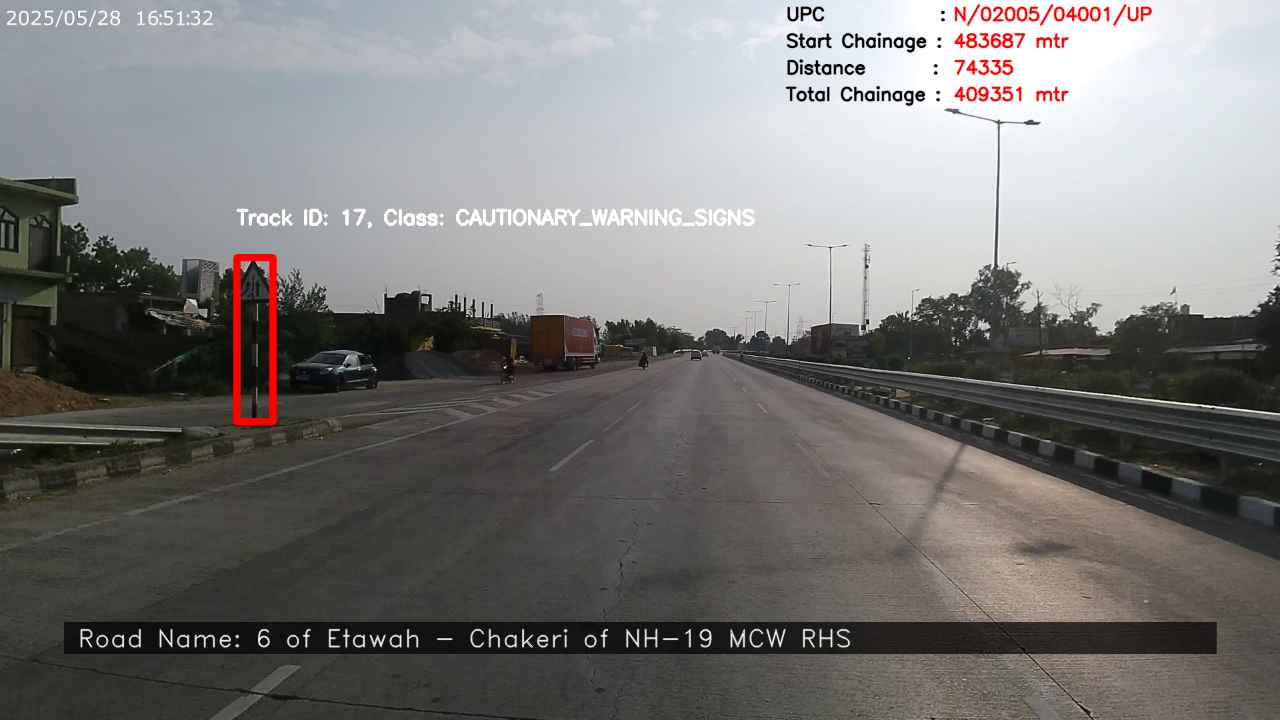 2025/05/28 16:51:32
UPC : N/02005/04001/UP
Start Chainage : 483687 mtr
Distance : 74335
Total Chainage : 409351 mtr
Track ID: 17, Class: CAUTIONARY_WARNING_SIGNS
Road Name: 6 of Etawah - Chakeri of NH-19 MCW RHS